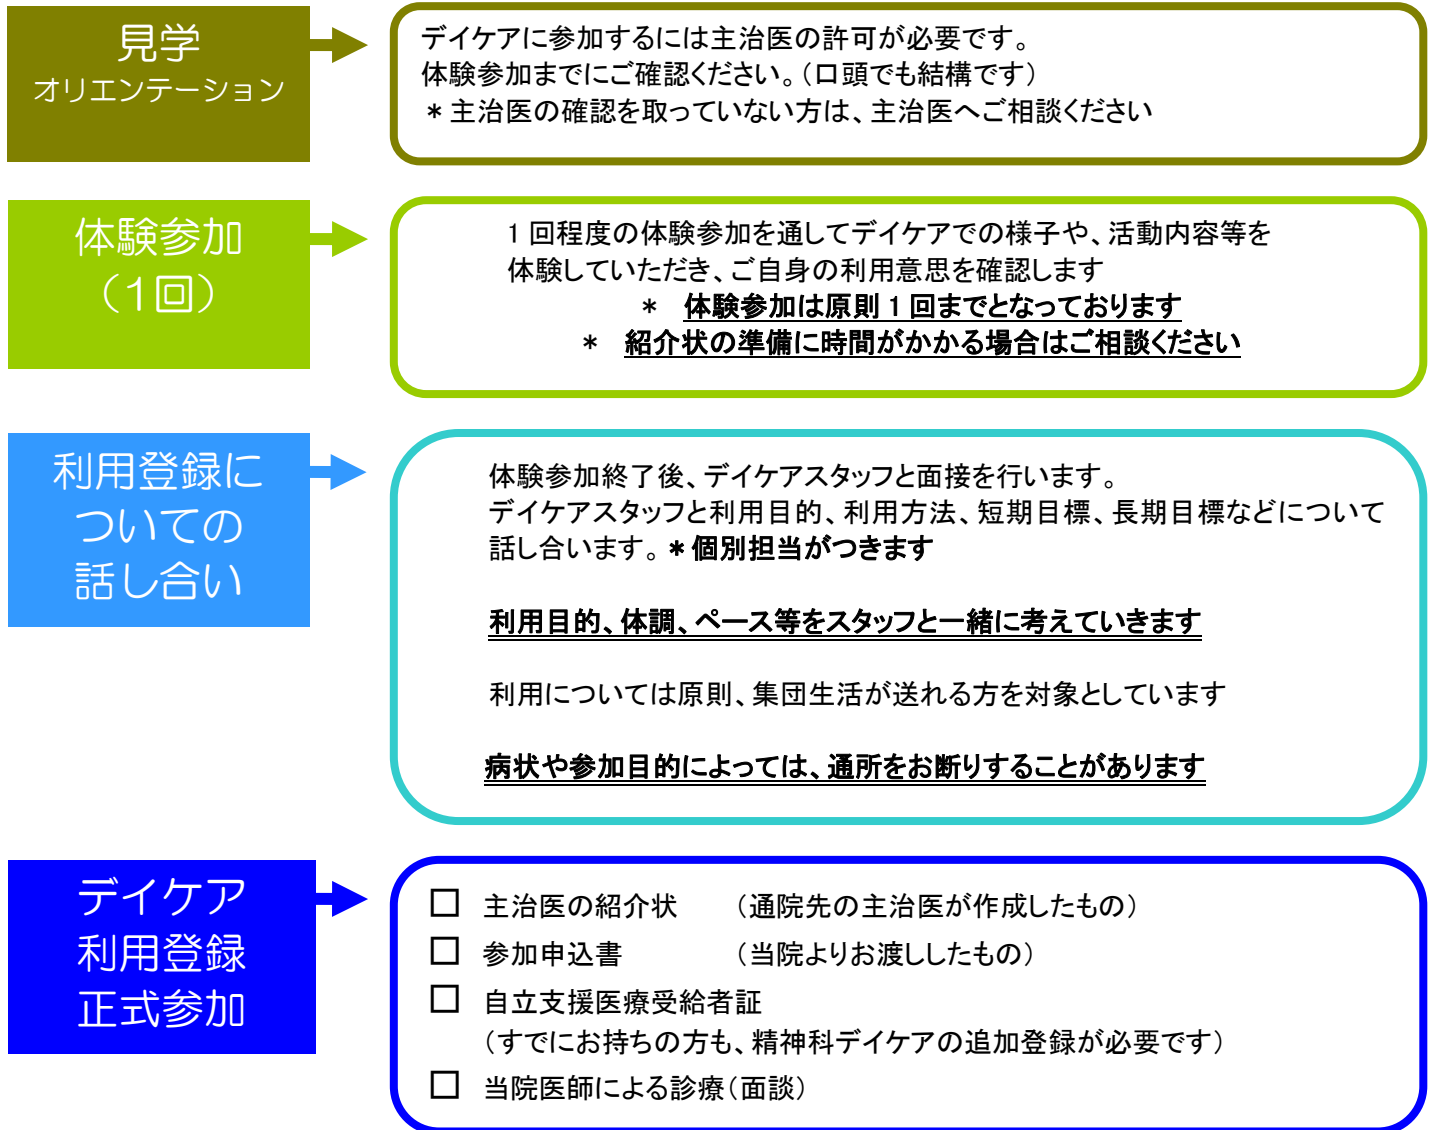 見学
オリエンテーション
デイケアに参加するには主治医の許可が必要です。
体験参加までにご確認ください。（口頭でも結構です）
＊主治医の確認を取っていない方は、主治医へご相談ください
体験参加
（1回）
1 回程度の体験参加を通してデイケアでの様子や、活動内容等を
体験していただき、ご自身の利用意思を確認します
＊　体験参加は原則 1 回までとなっております
＊　紹介状の準備に時間がかかる場合はご相談ください
利用登録に
ついての
話し合い
体験参加終了後、デイケアスタッフと面接を行います。
デイケアスタッフと利用目的、利用方法、短期目標、長期目標などについて
話し合います。＊個別担当がつきます
利用目的、体調、ペース等をスタッフと一緒に考えていきます
利用については原則、集団生活が送れる方を対象としています
病状や参加目的によっては、通所をお断りすることがあります
デイケア
利用登録
正式参加
□　主治医の紹介状　　（通院先の主治医が作成したもの）
□　参加申込書　　　　（当院よりお渡ししたもの）
□　自立支援医療受給者証
（すでにお持ちの方も、精神科デイケアの追加登録が必要です）
□　当院医師による診療（面談）